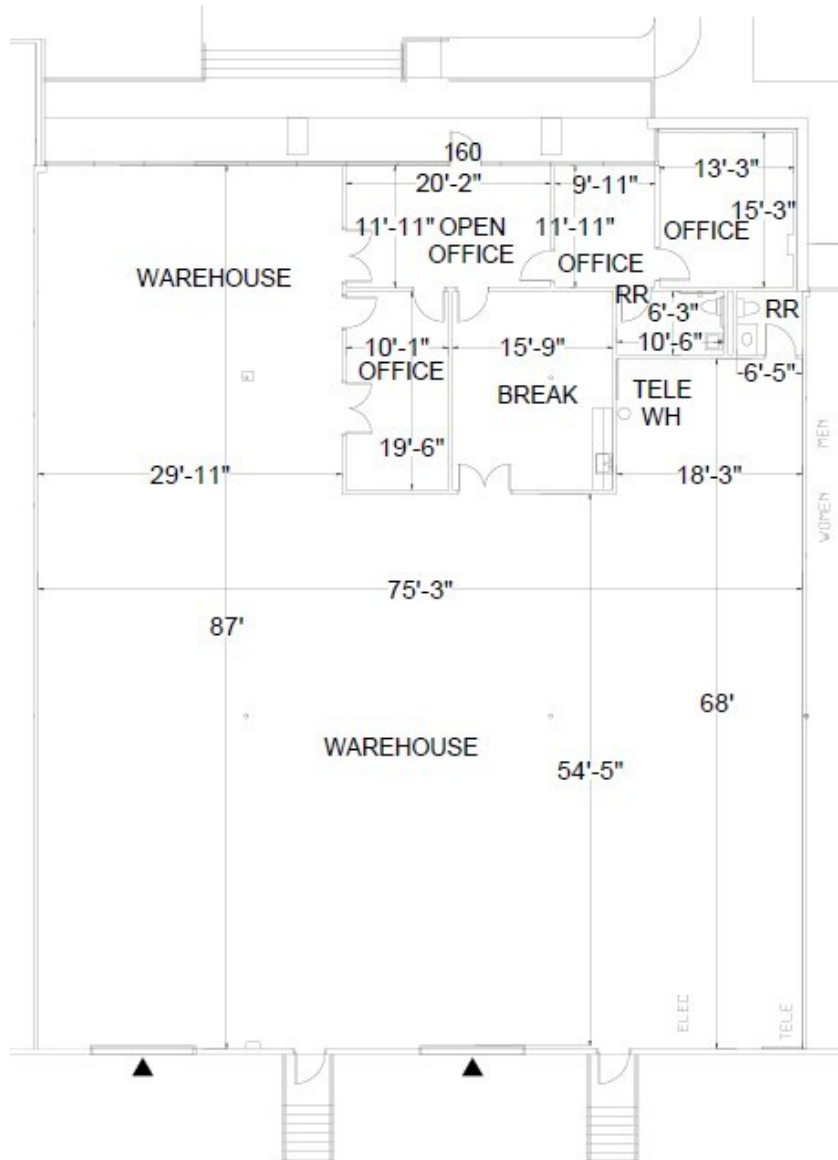 160
20'-2"
9'-11"
13'-3"
15'-3"
11'-11"
OPEN
OFFICE
11'-11"
OFFICE
OFFICE
WAREHOUSE
RR
6'-3"
10'-6"
RR
6'-5"
10'-1"
OFFICE
15'-9"
BREAK
TELE
WH
19'-6"
29'-11"
18'-3"
MEN
WOMEN
75'-3"
87'
68'
WAREHOUSE
54'-5"
ELEC
TELE